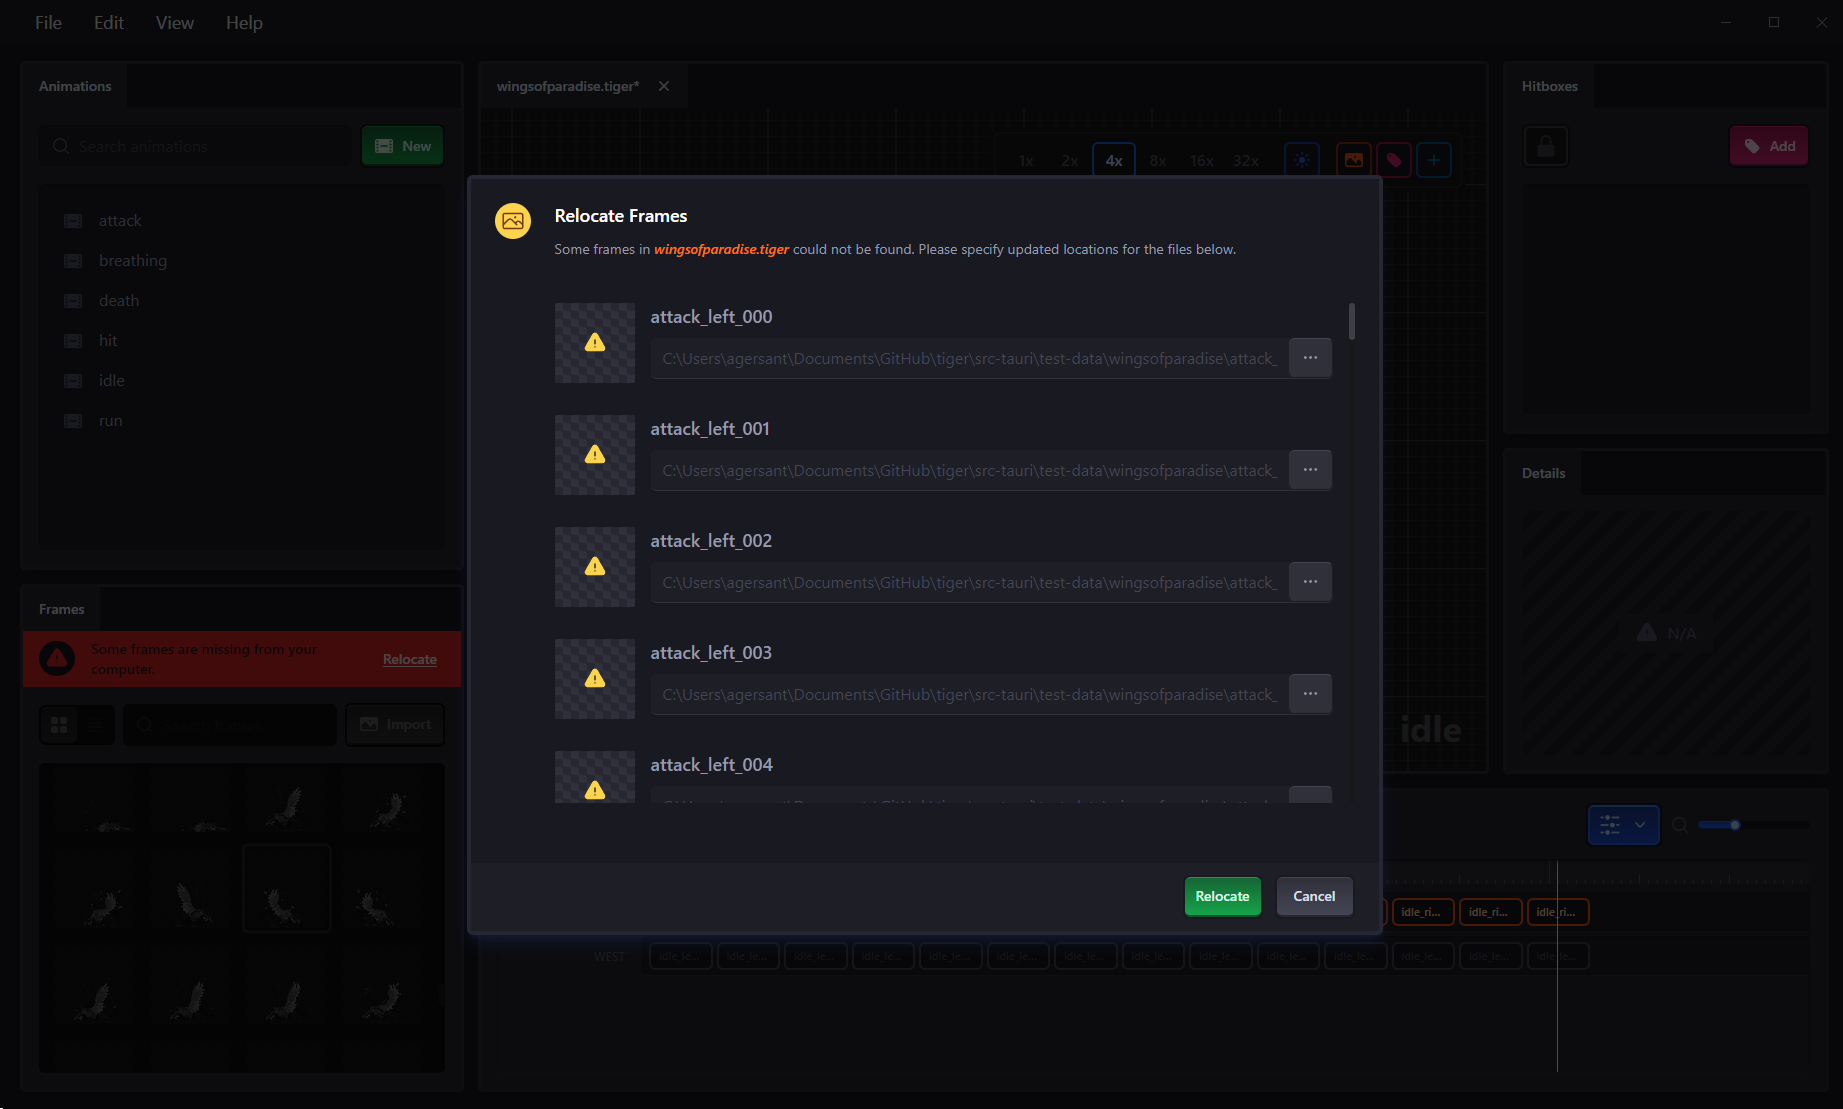 File Edit View Help
Animations
Search animations
New
attack
breathing
death
hit
idle
run
Frames
Some frames are missing from your
computer.
Relocate
Search frames
Import
wingsofparadise.tiger*
1x 2x 4x 8x 16x 32x
Relocate Frames
Some frames in wingsofparadise.tiger could not be found. Please specify updated locations for the files below.
attack_left_000
C:\Users\agersant\Documents\GitHub\tiger\src-tauri\test-data\wingsofparadise\attack_
attack_left_001
C:\Users\agersant\Documents\GitHub\tiger\src-tauri\test-data\wingsofparadise\attack_
attack_left_002
C:\Users\agersant\Documents\GitHub\tiger\src-tauri\test-data\wingsofparadise\attack_
attack_left_003
C:\Users\agersant\Documents\GitHub\tiger\src-tauri\test-data\wingsofparadise\attack_
attack_left_004
Relocate
Cancel
idle
Hitboxes
Add
Details
N/A
idle_ri... idle_ri... idle_ri...
WEST idle_le... idle_le... idle_le... idle_le... idle_le... idle_le... idle_le... idle_le... idle_le... idle_le... idle_le... idle_le... idle_le... idle_le...